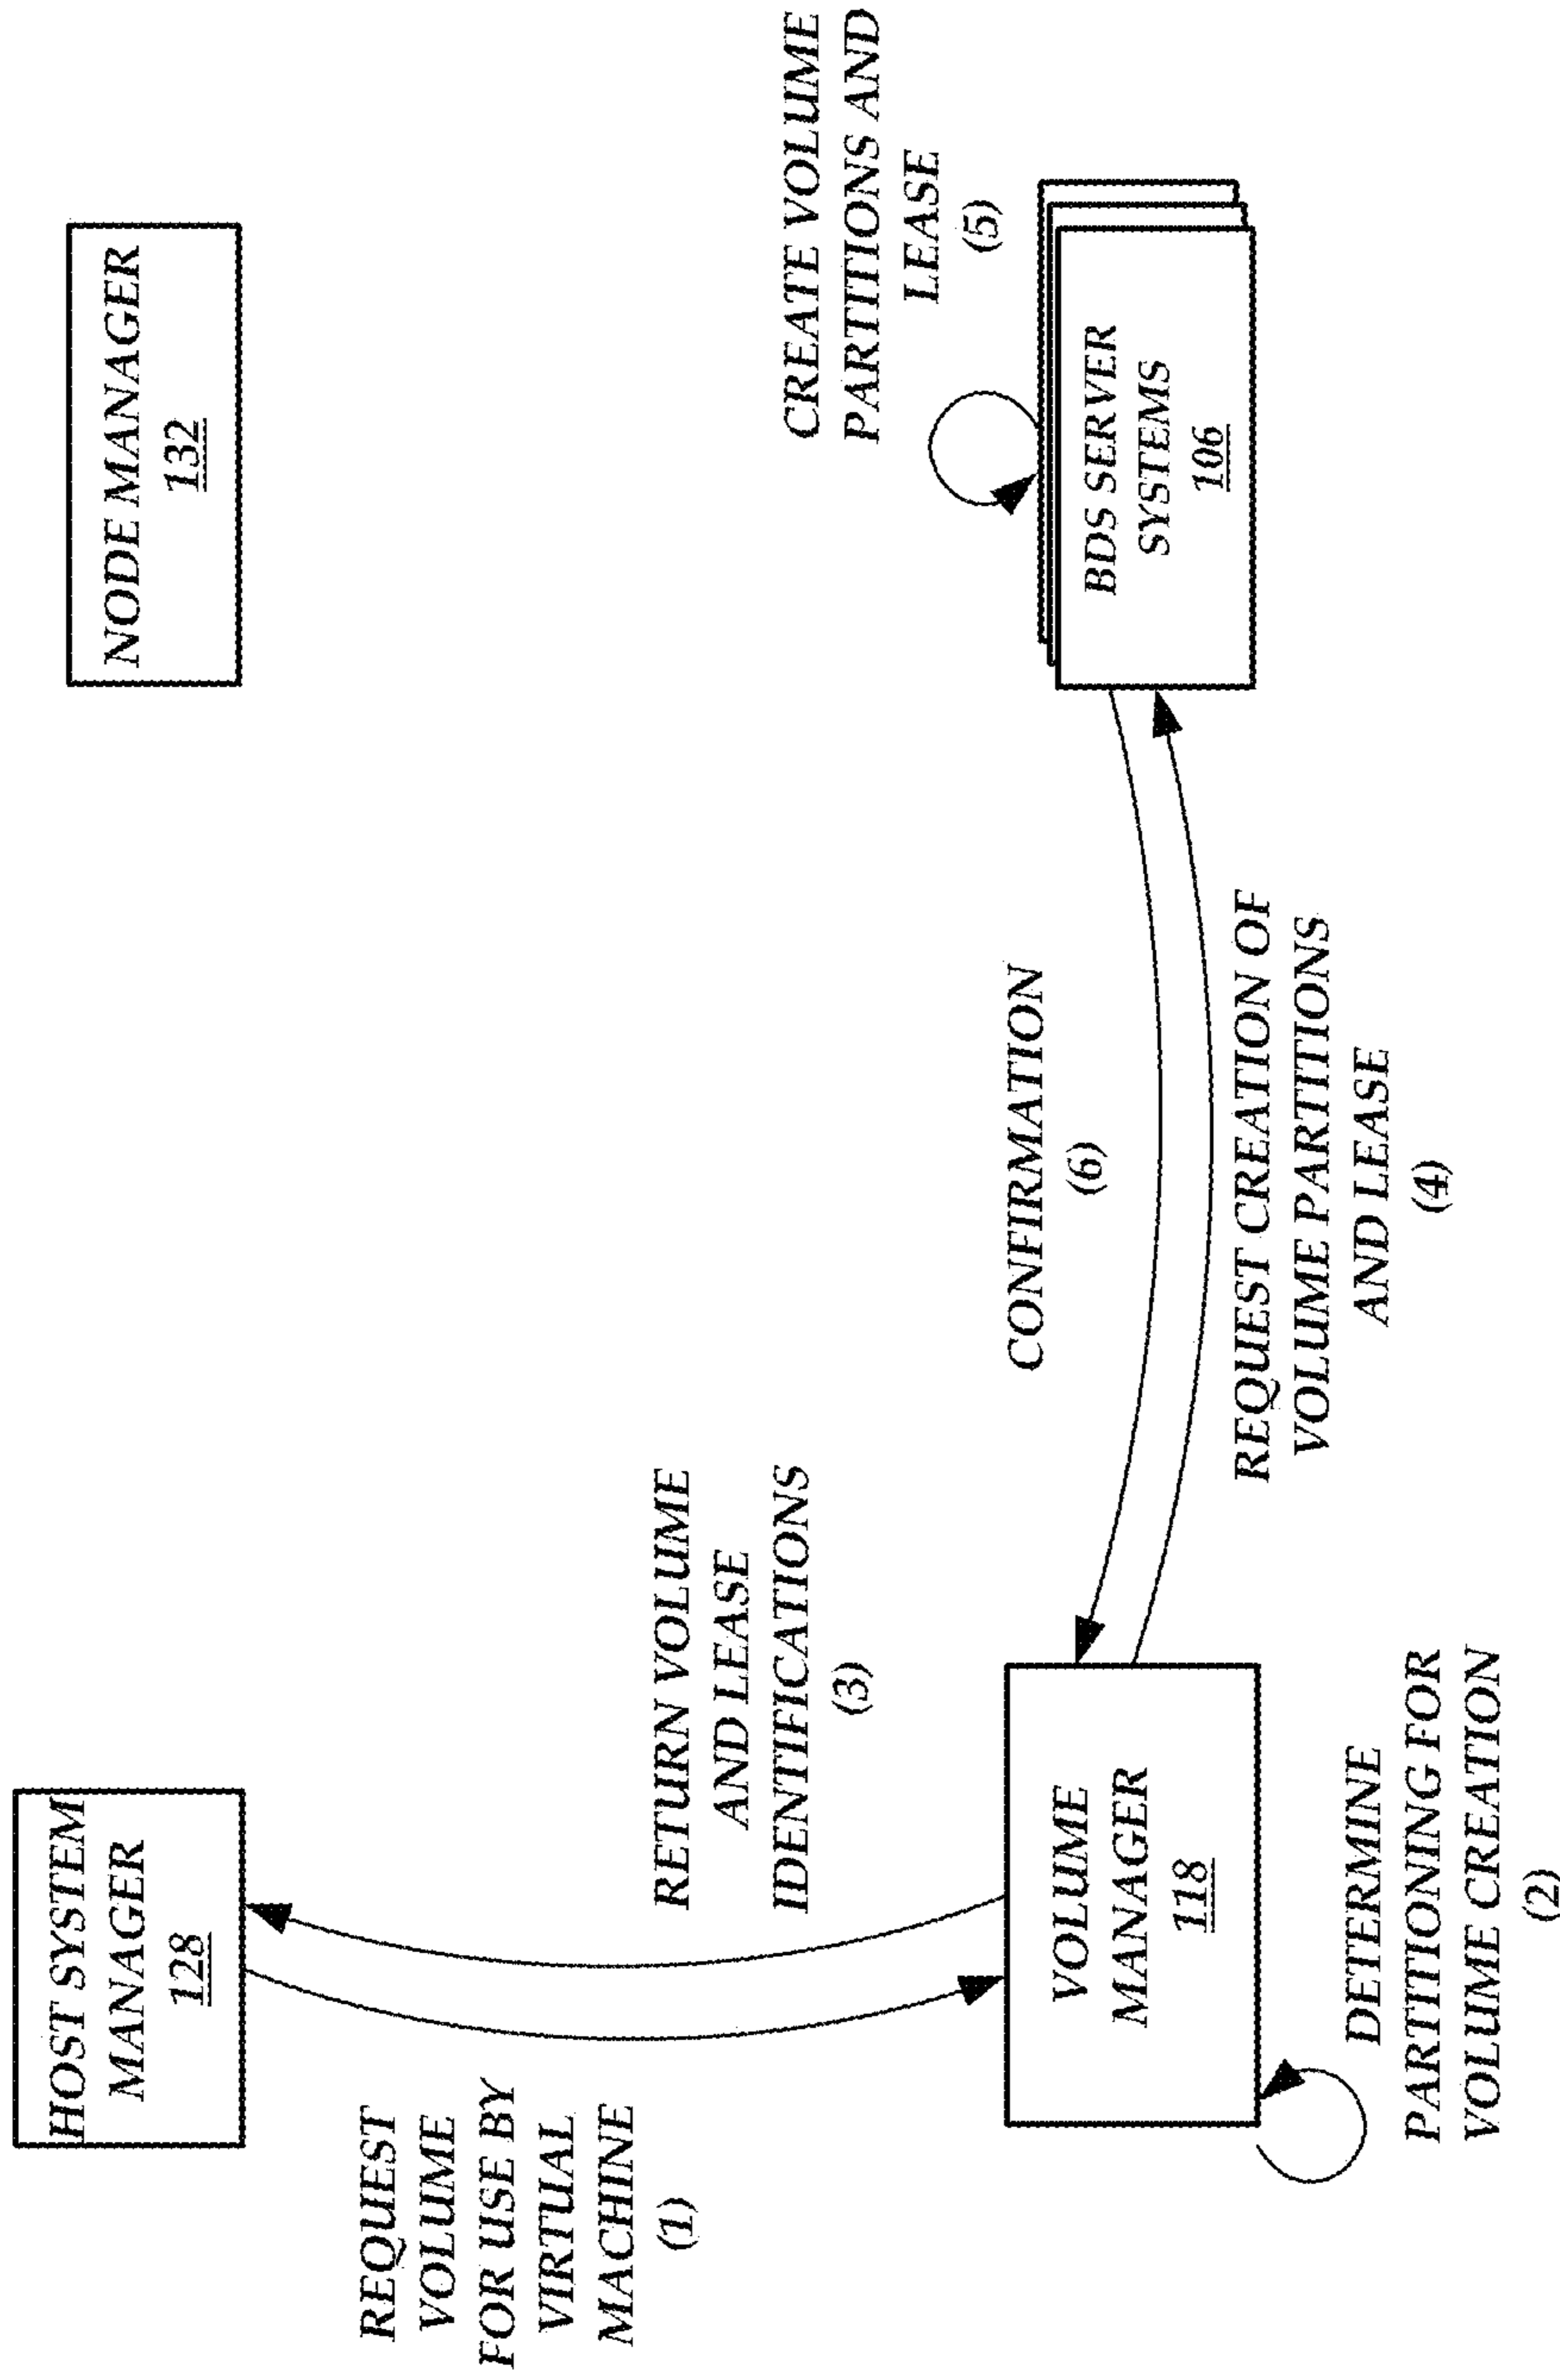 HOST SYSTEM
MANAGER
128
NODE MANAGER
132
REQUEST
VOLUME
FOR USE BY
VIRTUAL
MACHINE
(1)
RETURN VOLUME
AND LEASE
IDENTIFICATIONS
(3)
CREATE VOLUME
PARTITIONS AND
LEASE
(5)
VOLUME
MANAGER
118
CONFIRMATION
(6)
BDS SERVER
SYSTEMS
106
DETERMINE
PARTITIONING FOR
VOLUME CREATION
(2)
REQUEST CREATION OF
VOLUME PARTITIONS
AND LEASE
(4)